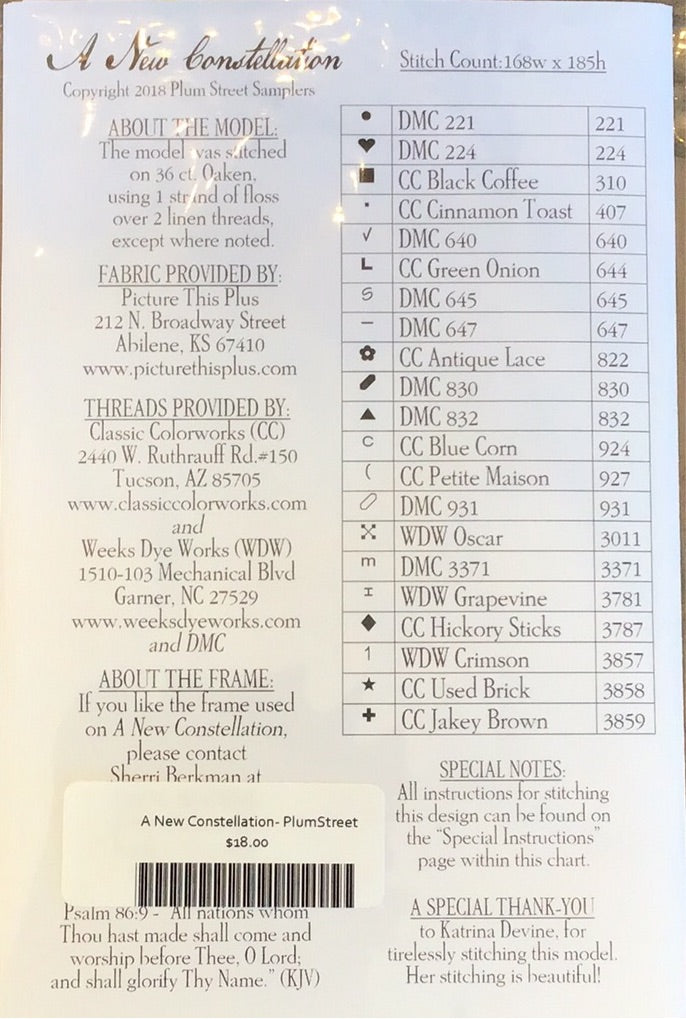 A New Constellation
Copyright 2018 Plum Street Samplers
ABOUT THE MODEL:
The model was stitched
on 36 ct. Oaken,
using 1 strand of floss
over 2 linen threads,
except where noted.
FABRIC PROVIDED BY:
Picture This Plus
212 N. Broadway Street
Abilene, KS 67410
www.picturethisplus.com
THREADS PROVIDED BY:
Classic Colorworks (CC)
2440 W. Ruthrauff Rd.#150
Tucson, AZ 85705
www.classiccolorworks.com
and
Weeks Dye Works (WDW)
1510-103 Mechanical Blvd
Garner, NC 27529
www.weeksdyeworks.com
and DMC
ABOUT THE FRAME:
If you like the frame used
on A New Constellation,
please contact
Sherri Berkman at
A New Constellation- PlumStreet
$18.00
Psalm 86:9 - "All nations whom
Thou hast made shall come and
worship before Thee, O Lord;
and shall glorify Thy Name." (KJV)
Stitch Count:168w x 185h
● DMC 221 221
♥ DMC 224 224
■ CC Black Coffee 310
▪ CC Cinnamon Toast 407
√ DMC 640 640
L CC Green Onion 644
S DMC 645 645
— DMC 647 647
✿ CC Antique Lace 822
DMC 830 830
▲ DMC 832 832
C CC Blue Corn 924
( CC Petite Maison 927
DMC 931 931
WDW Oscar 3011
m DMC 3371 3371
I WDW Grapevine 3781
◆ CC Hickory Sticks 3787
1 WDW Crimson 3857
★ CC Used Brick 3858
✚ CC Jakey Brown 3859
SPECIAL NOTES:
All instructions for stitching
this design can be found on
the "Special Instructions"
page within this chart.
A SPECIAL THANK-YOU
to Katrina Devine, for
tirelessly stitching this model.
Her stitching is beautiful!